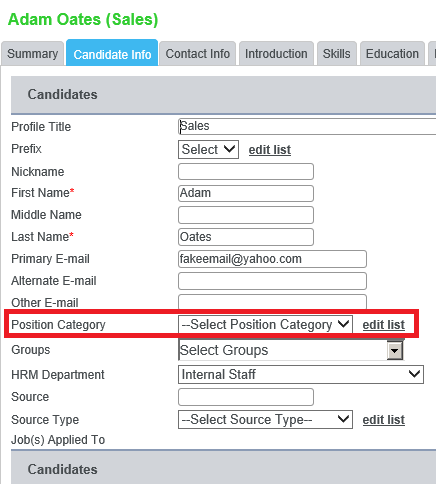 Adam Oates (Sales)
Summary Candidate Info Contact Info Introduction Skills Education
Candidates
Profile Title Sales
Prefix Select edit list
Nickname
First Name* Adam
Middle Name
Last Name* Oates
Primary E-mail fakeemail@yahoo.com
Alternate E-mail
Other E-mail
Position Category --Select Position Category edit list
Groups Select Groups
HRM Department Internal Staff
Source
Source Type --Select Source Type-- edit list
Job(s) Applied To
Candidates